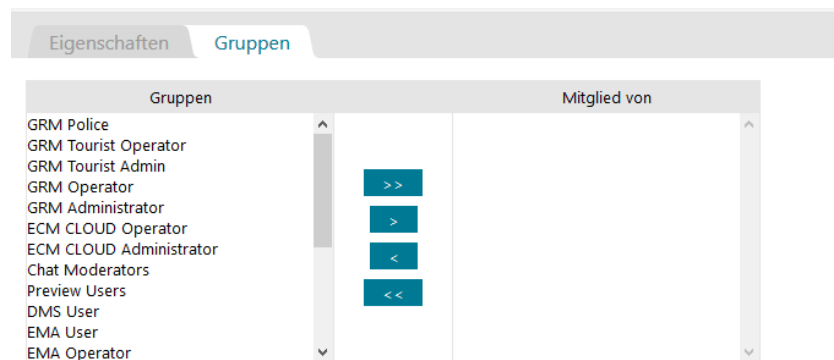 Eigenschaften Gruppen
Gruppen Mitglied von
GRM Police
GRM Tourist Operator
GRM Tourist Admin
GRM Operator
GRM Administrator
ECM CLOUD Operator
ECM CLOUD Administrator
Chat Moderators
Preview Users
DMS User
EMA User
EMA Operator
>>
>
<
<<